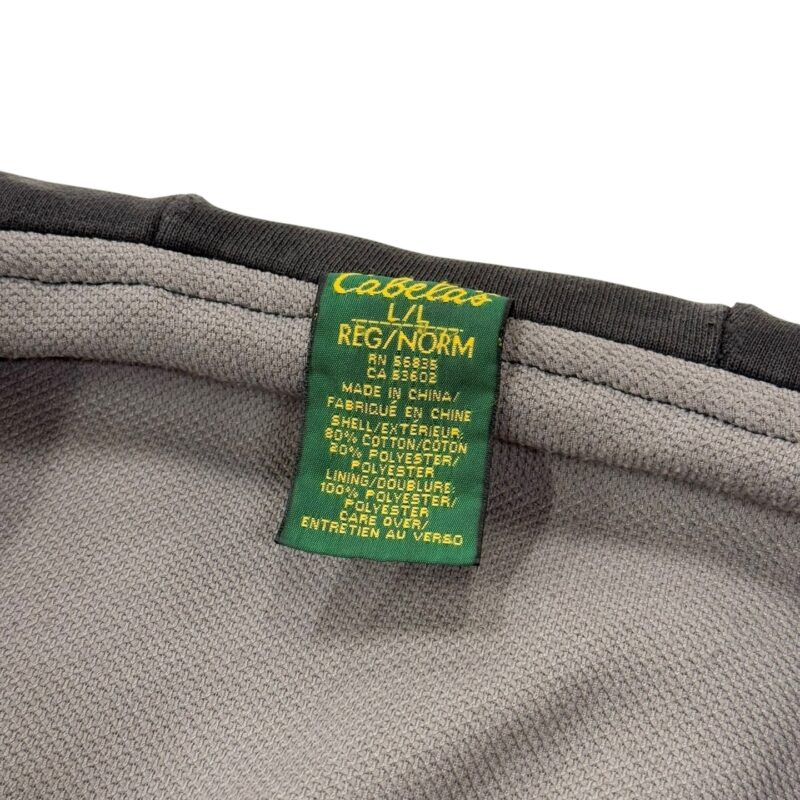 Cabela's
L/L
REG/NORM
RN 56835
CA 53602
MADE IN CHINA/
FABRIQUÉ EN CHINE
SHELL/EXTÉRIEUR,
80% COTTON/COTON
20% POLYESTER/
POLYESTER
LINING/DOUBLURE,
100% POLYESTER/
POLYESTER
CARE OVER/
ENTRETIEN AU VERSO